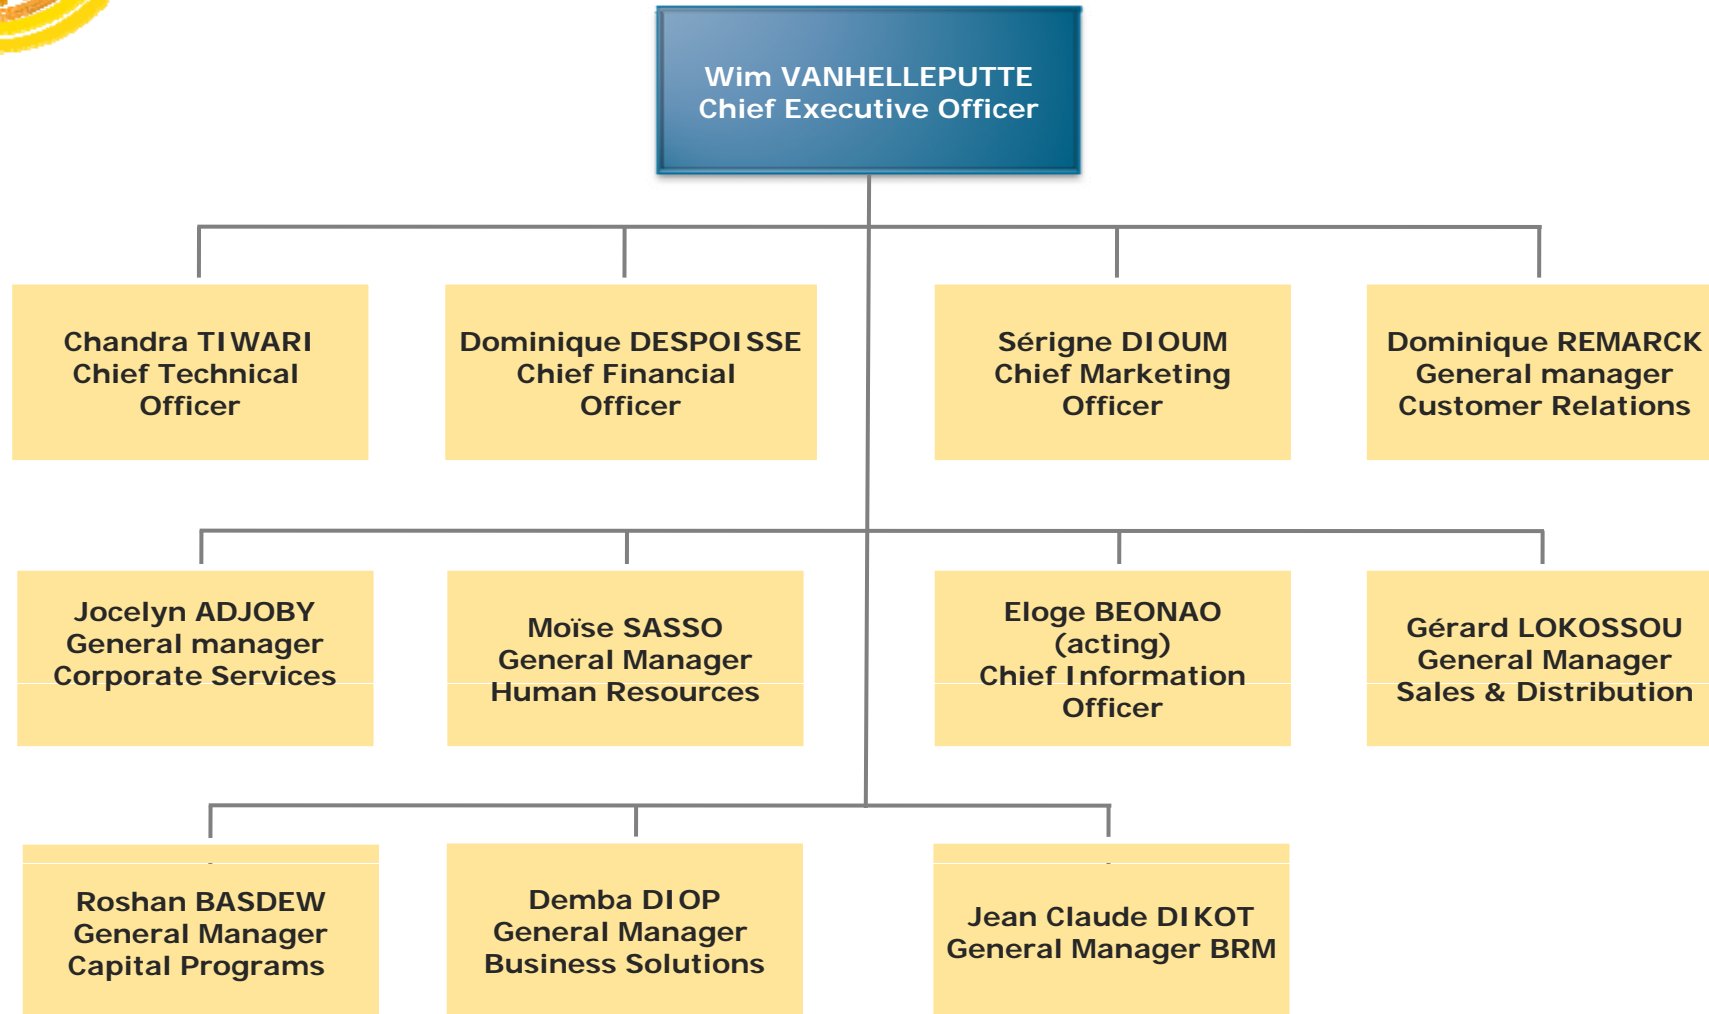 Wim VANHELLEPUTTE
Chief Executive Officer
Chandra TIWARI
Chief Technical
Officer
Dominique DESPOISSE
Chief Financial
Officer
Sérigne DIOUM
Chief Marketing
Officer
Dominique REMARCK
General manager
Customer Relations
Jocelyn ADJOBY
General manager
Corporate Services
Moïse SASSO
General Manager
Human Resources
Eloge BEONAO
(acting)
Chief Information
Officer
Gérard LOKOSSOU
General Manager
Sales & Distribution
Roshan BASDEW
General Manager
Capital Programs
Demba DIOP
General Manager
Business Solutions
Jean Claude DIKOT
General Manager BRM